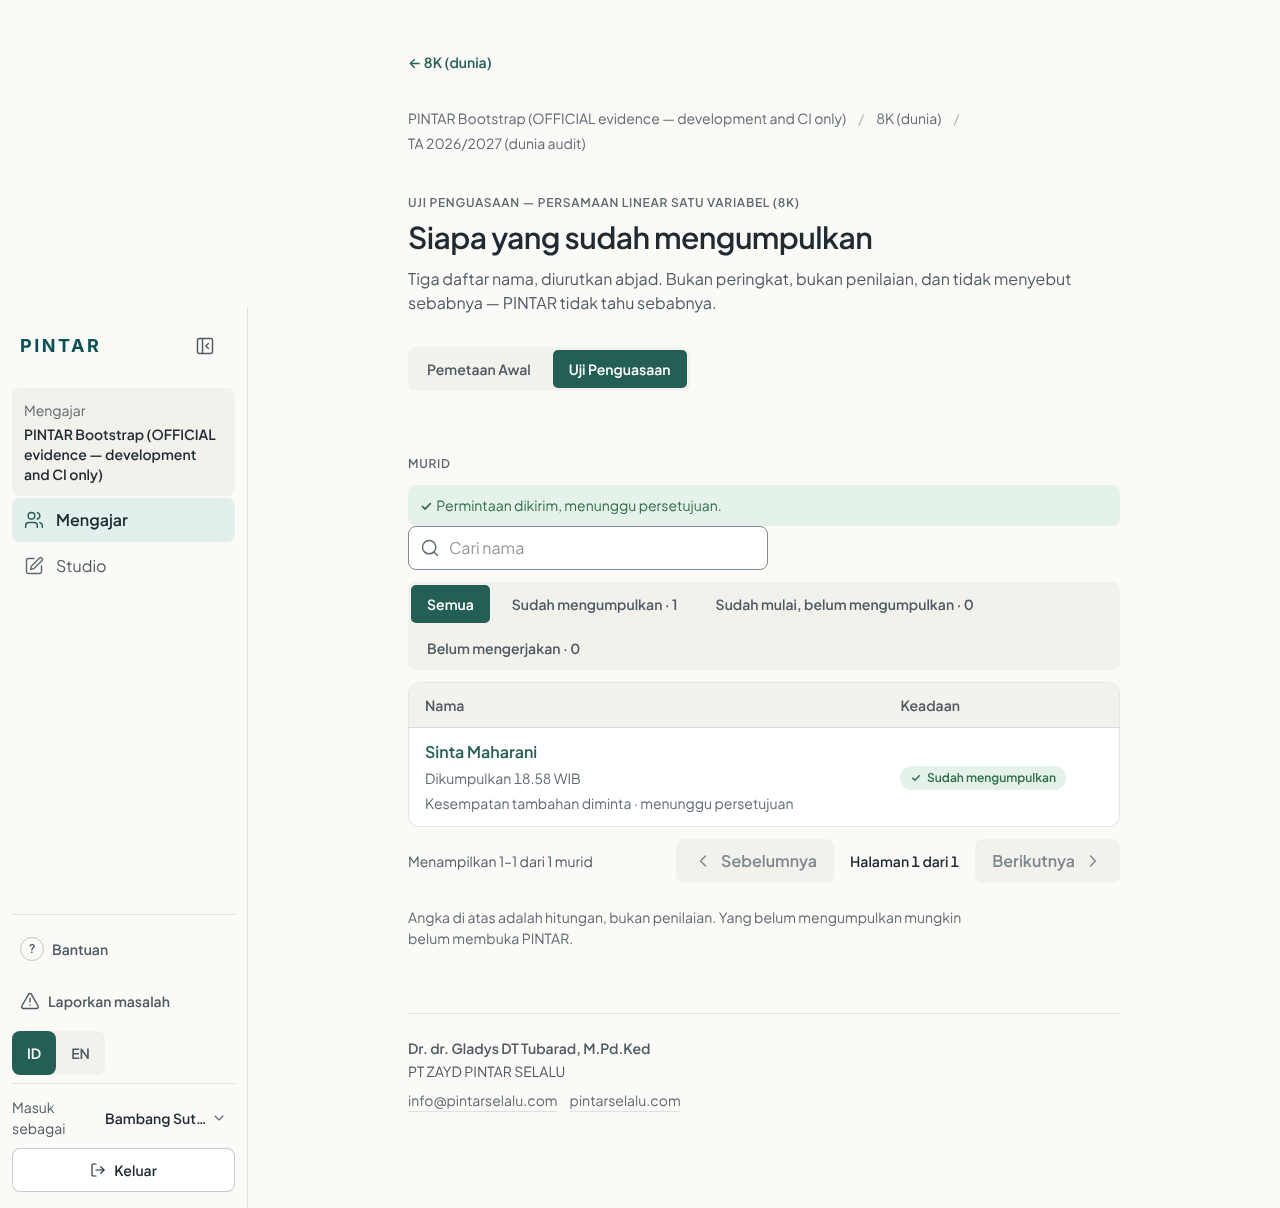 ← 8K (dunia)
PINTAR Bootstrap (OFFICIAL evidence — development and CI only) / 8K (dunia) /
TA 2026/2027 (dunia audit)
UJI PENGUASAAN — PERSAMAAN LINEAR SATU VARIABEL (8K)
Siapa yang sudah mengumpulkan
Tiga daftar nama, diurutkan abjad. Bukan peringkat, bukan penilaian, dan tidak menyebut
sebabnya — PINTAR tidak tahu sebabnya.
Pemetaan Awal
Uji Penguasaan
MURID
✓ Permintaan dikirim, menunggu persetujuan.
Cari nama
Semua
Sudah mengumpulkan · 1
Sudah mulai, belum mengumpulkan · 0
Belum mengerjakan · 0
Nama
Keadaan
Sinta Maharani
Dikumpulkan 18.58 WIB
Kesempatan tambahan diminta · menunggu persetujuan
✓ Sudah mengumpulkan
Menampilkan 1–1 dari 1 murid
Sebelumnya
Halaman 1 dari 1
Berikutnya
Angka di atas adalah hitungan, bukan penilaian. Yang belum mengumpulkan mungkin
belum membuka PINTAR.
Dr. dr. Gladys DT Tubarad, M.Pd.Ked
PT ZAYD PINTAR SELALU
info@pintarselalu.com
pintarselalu.com
PINTAR
Mengajar
PINTAR Bootstrap (OFFICIAL
evidence — development
and CI only)
Mengajar
Studio
? Bantuan
Laporkan masalah
ID
EN
Masuk
sebagai
Bambang Sut...
Keluar